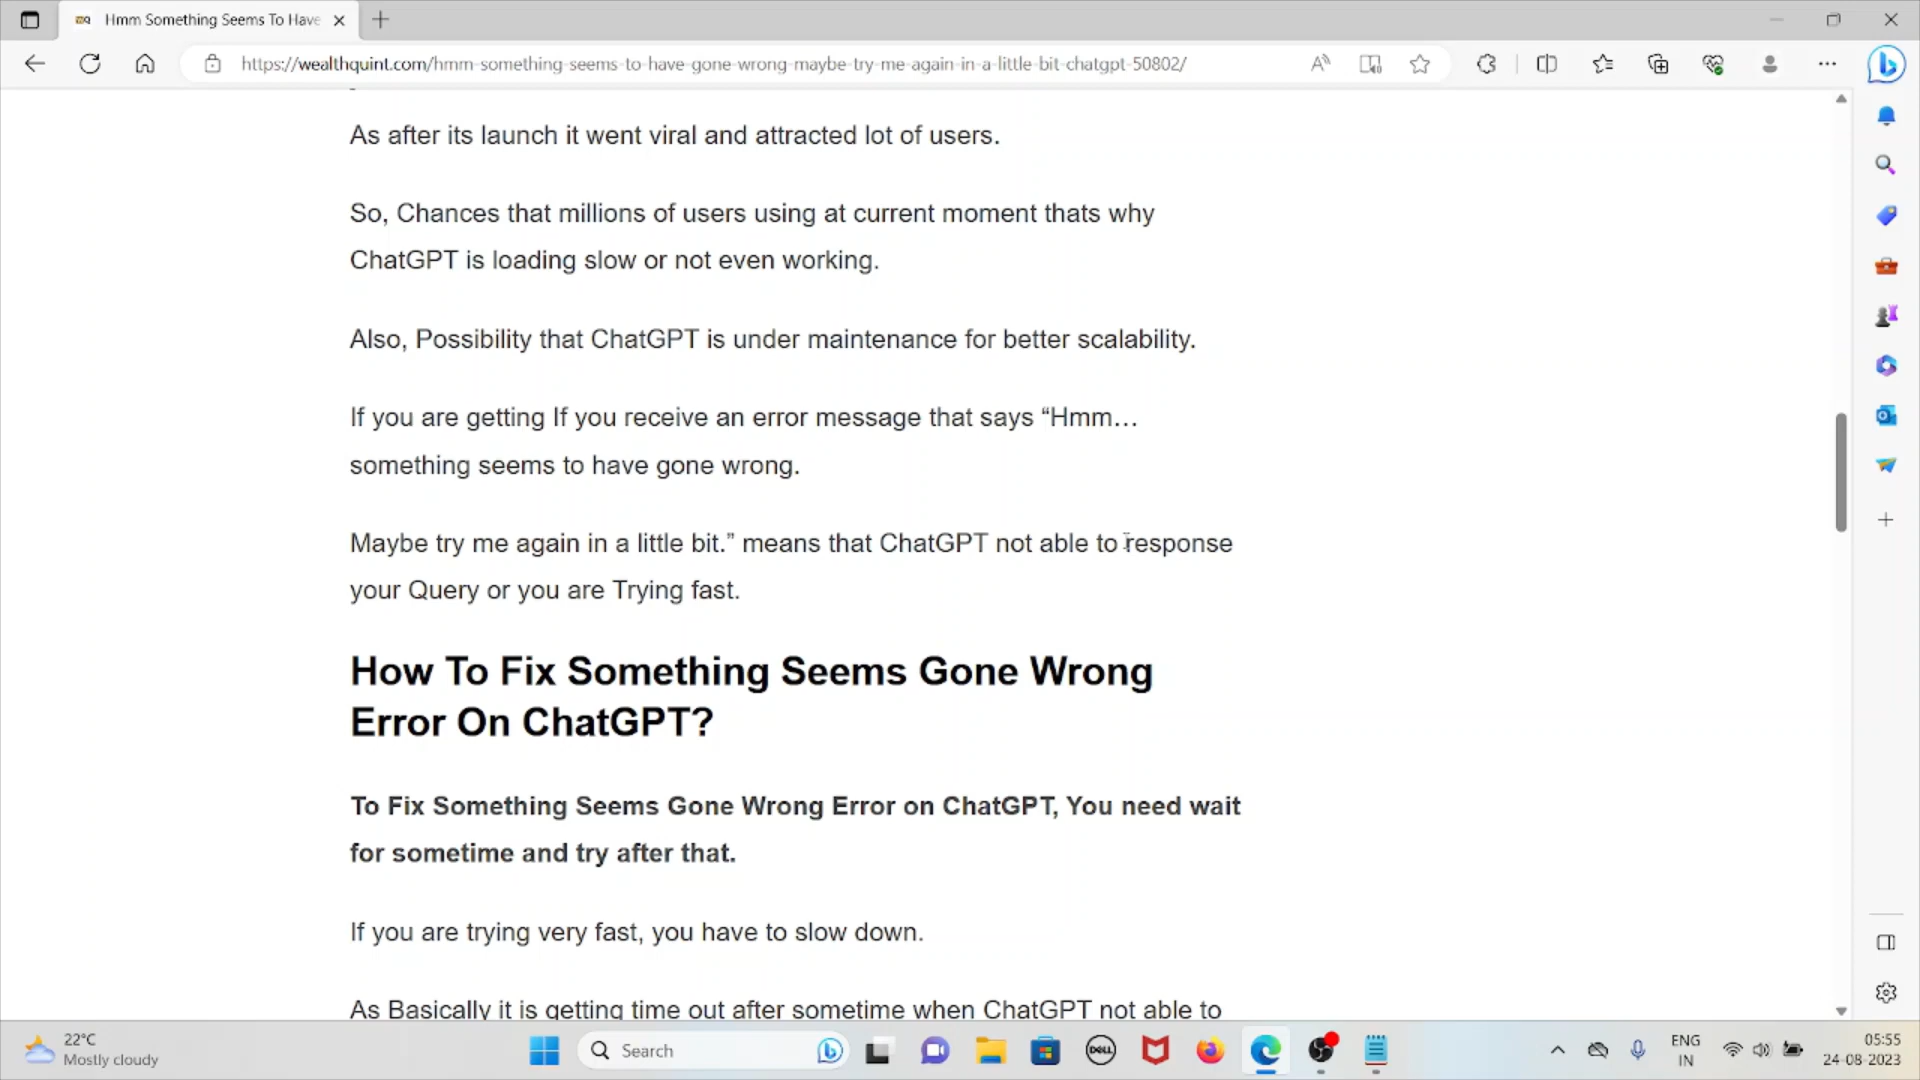 Hmm Something Seems To Have
https://wealthquint.com/hmm-something-seems-to-have-gone-wrong-maybe-try-me-again-in-a-little-bit-chatgpt-50802/
As after its launch it went viral and attracted lot of users.
So, Chances that millions of users using at current moment thats why
ChatGPT is loading slow or not even working.
Also, Possibility that ChatGPT is under maintenance for better scalability.
If you are getting If you receive an error message that says “Hmm…
something seems to have gone wrong.
Maybe try me again in a little bit.” means that ChatGPT not able to response
your Query or you are Trying fast.
How To Fix Something Seems Gone Wrong
Error On ChatGPT?
To Fix Something Seems Gone Wrong Error on ChatGPT, You need wait
for sometime and try after that.
If you are trying very fast, you have to slow down.
As Basically it is getting time out after sometime when ChatGPT not able to
22°C
Mostly cloudy
Search
DELL
ENG
IN
05:55
24-08-2023